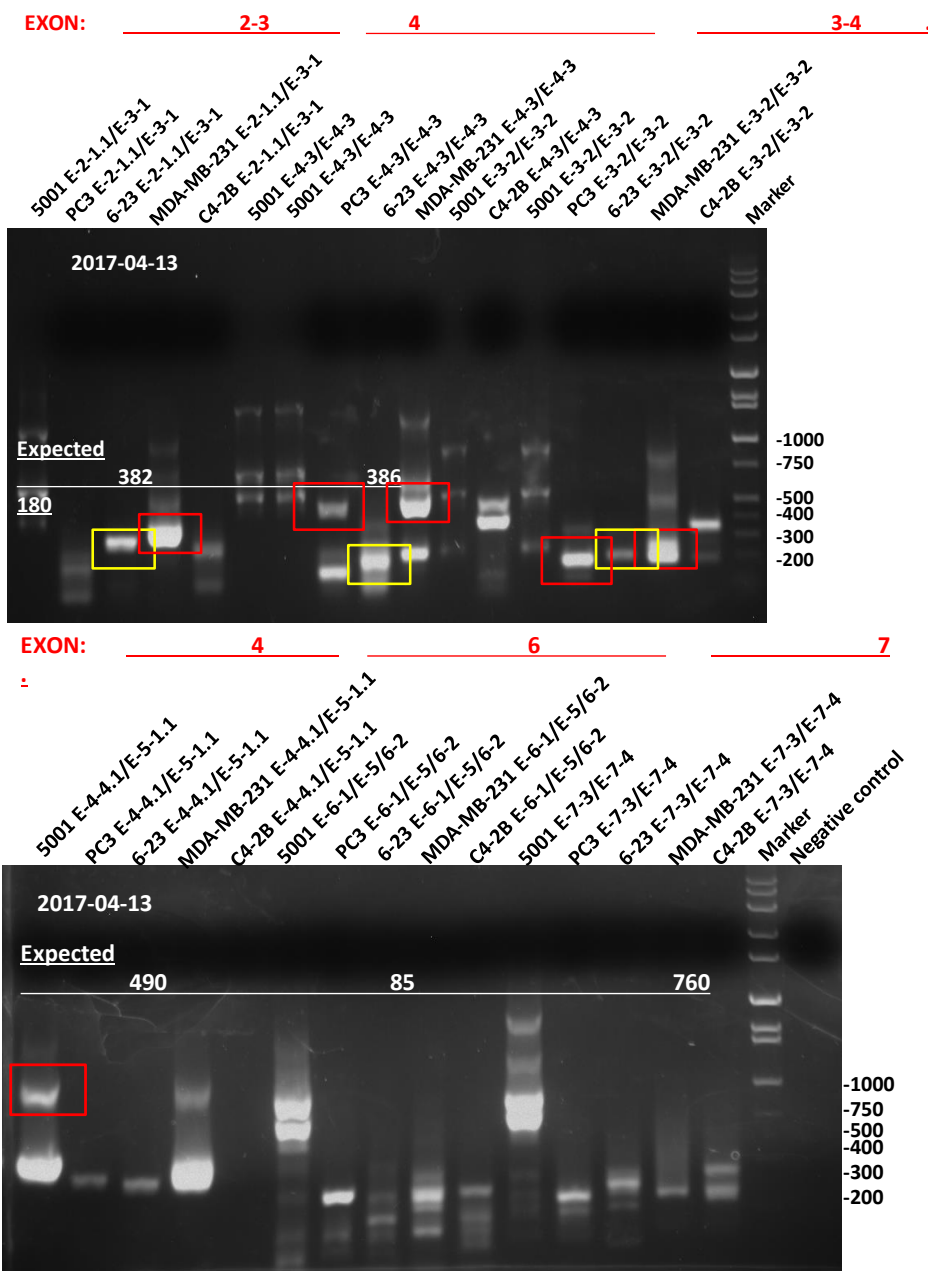 EXON: 2-3 4 3-4 .
5001 E-2-1.1/E-3-1
PC3 E-2-1.1/E-3-1
6-23 E-2-1.1/E-3-1
MDA-MB-231 E-2-1.1/E-3-1
C4-2B E-2-1.1/E-3-1
5001 E-4-3/E-4-3
5001 E-4-3/E-4-3
PC3 E-4-3/E-4-3
6-23 E-4-3/E-4-3
MDA-MB-231 E-4-3/E-4-3
5001 E-3-2/E-3-2
C4-2B E-4-3/E-4-3
5001 E-3-2/E-3-2
PC3 E-3-2/E-3-2
6-23 E-3-2/E-3-2
MDA-MB-231 E-3-2/E-3-2
C4-2B E-3-2/E-3-2
Marker
2017-04-13
Expected
382 386
180
-1000
-750
-500
-400
-300
-200
EXON: 4 6 7
.
5001 E-4-4.1/E-5-1.1
PC3 E-4-4.1/E-5-1.1
6-23 E-4-4.1/E-5-1.1
MDA-MB-231 E-4-4.1/E-5-1.1
C4-2B E-4-4.1/E-5-1.1
5001 E-6-1/E-5/6-2
PC3 E-6-1/E-5/6-2
6-23 E-6-1/E-5/6-2
MDA-MB-231 E-6-1/E-5/6-2
C4-2B E-6-1/E-5/6-2
5001 E-7-3/E-7-4
PC3 E-7-3/E-7-4
6-23 E-7-3/E-7-4
MDA-MB-231 E-7-3/E-7-4
C4-2B E-7-3/E-7-4
Marker
Negative control
2017-04-13
Expected
490 85 760
-1000
-750
-500
-400
-300
-200